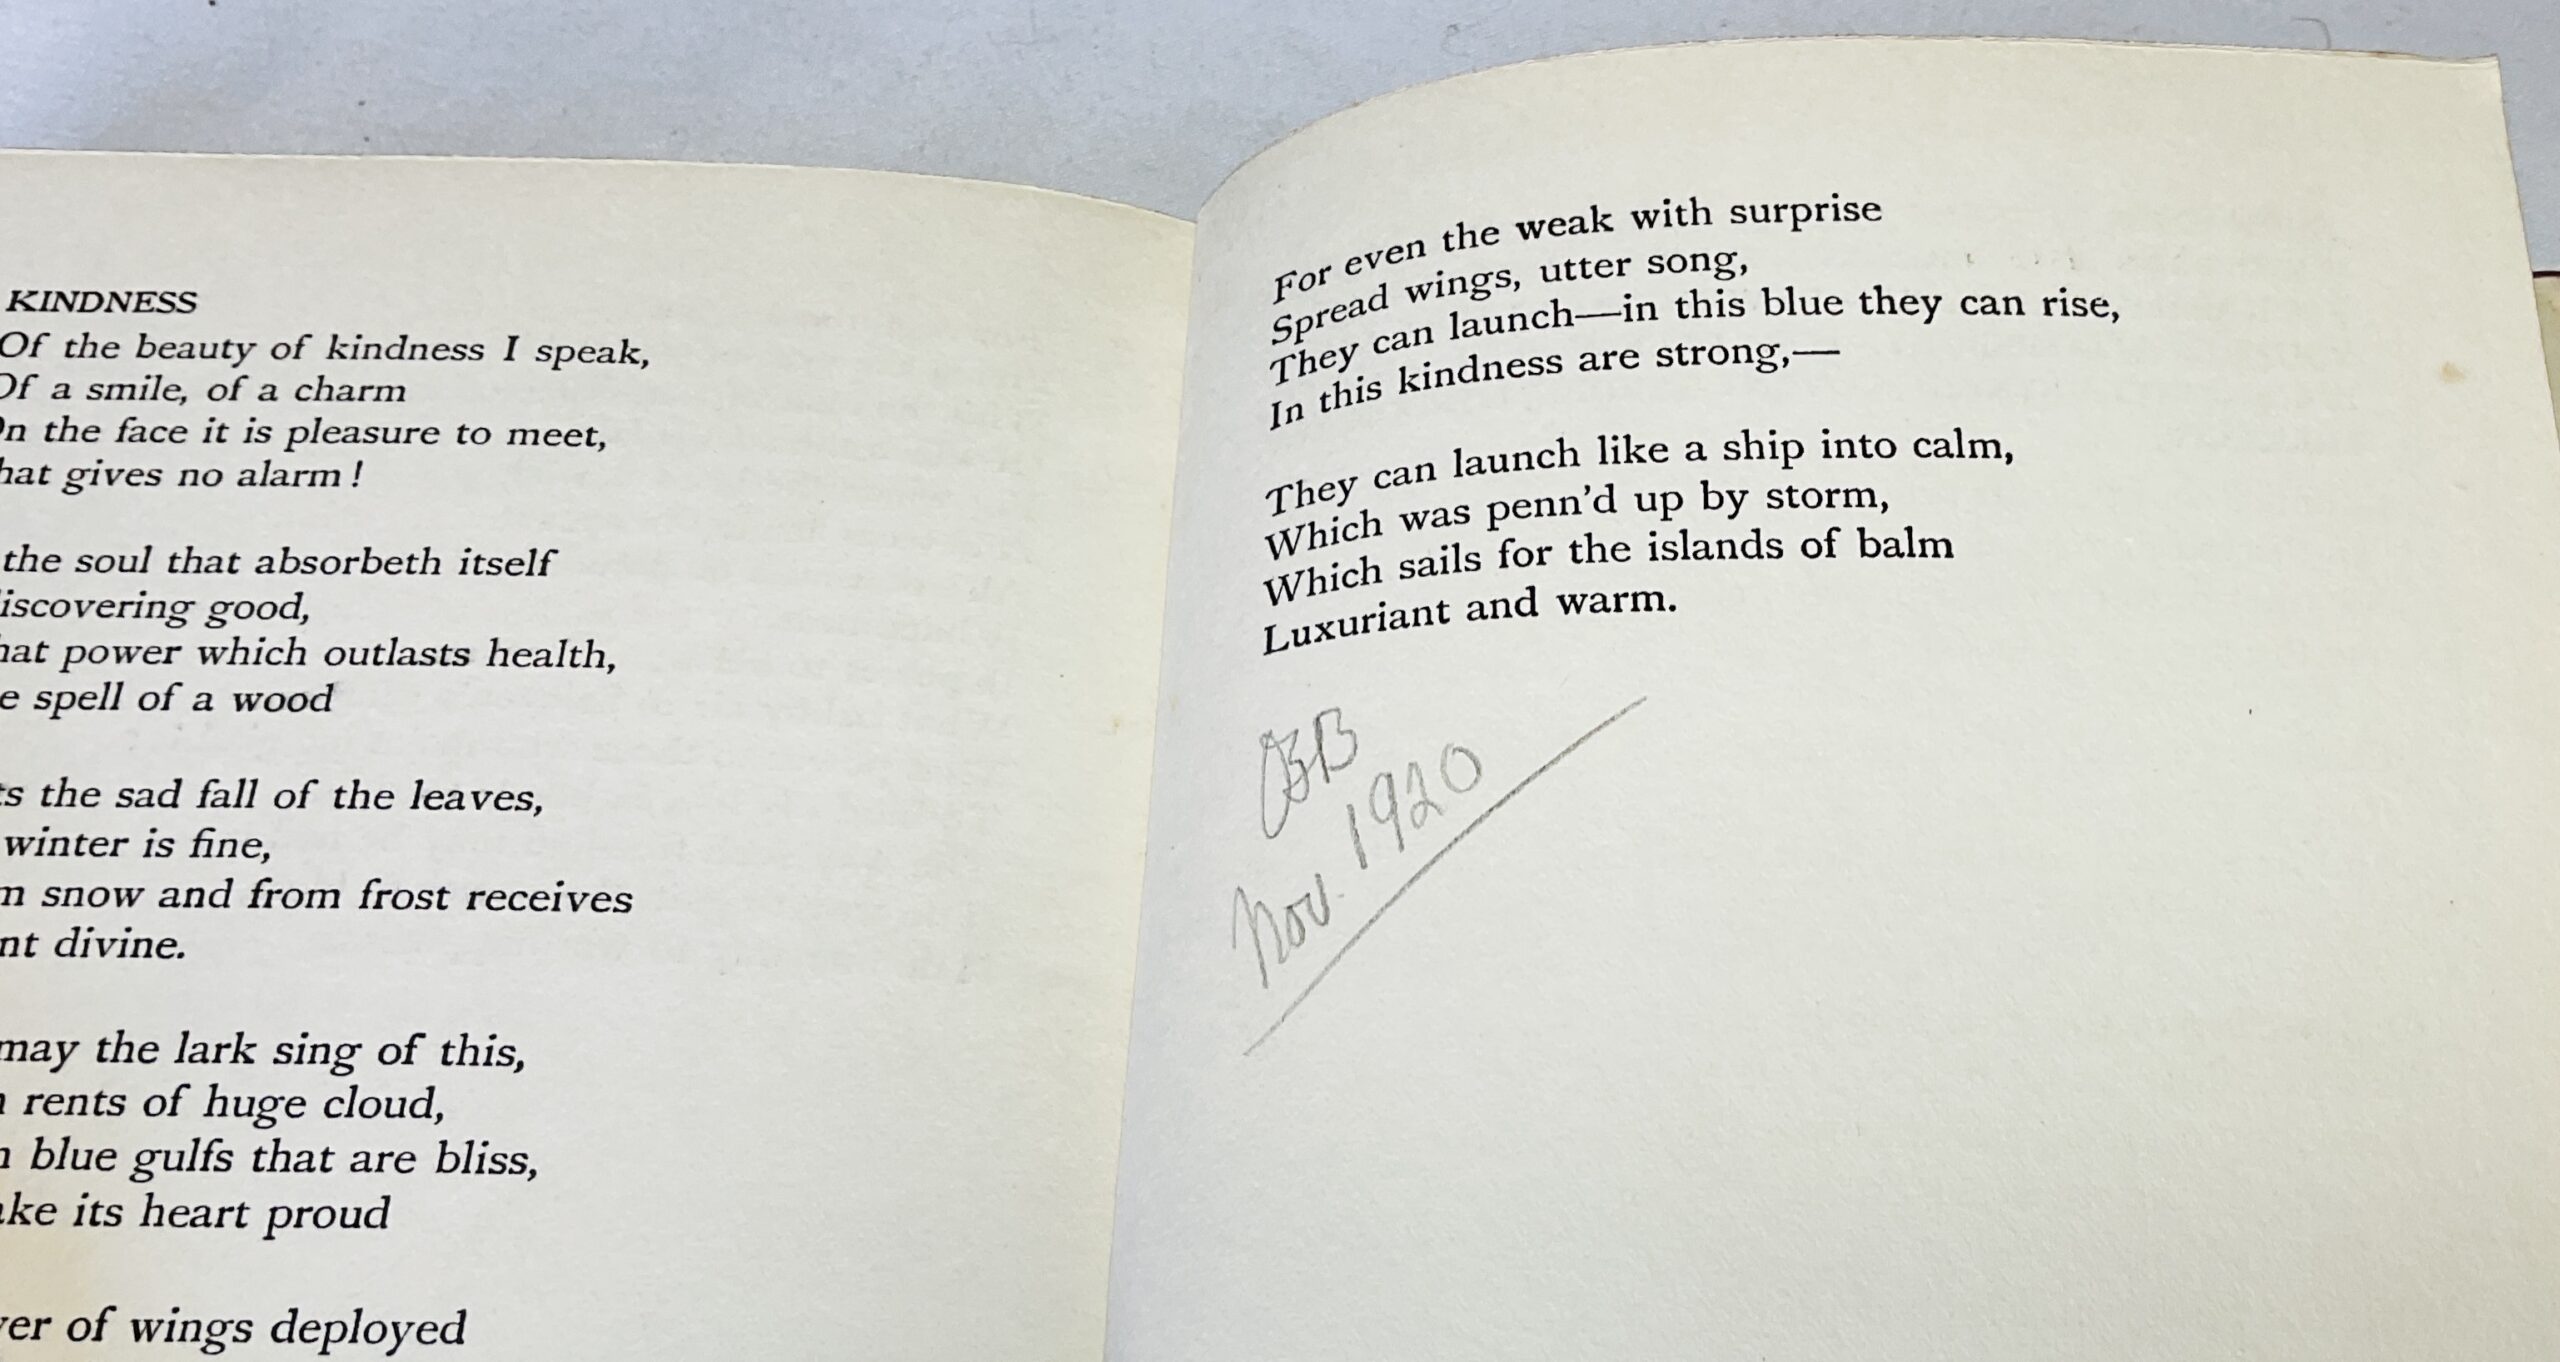 KINDNESS
Of the beauty of kindness I speak,
Of a smile, of a charm
On the face it is pleasure to meet,
hat gives no alarm!
the soul that absorbeth itself
iscovering good,
hat power which outlasts health,
e spell of a wood
ts the sad fall of the leaves,
winter is fine,
m snow and from frost receives
nt divine.
may the lark sing of this,
n rents of huge cloud,
n blue gulfs that are bliss,
ake its heart proud
ver of wings deployed
For even the weak with surprise
Spread wings, utter song,
They can launch—in this blue they can rise,
In this kindness are strong,—
They can launch like a ship into calm,
Which was penn'd up by storm,
Which sails for the islands of balm
Luxuriant and warm.
Nov. 1920